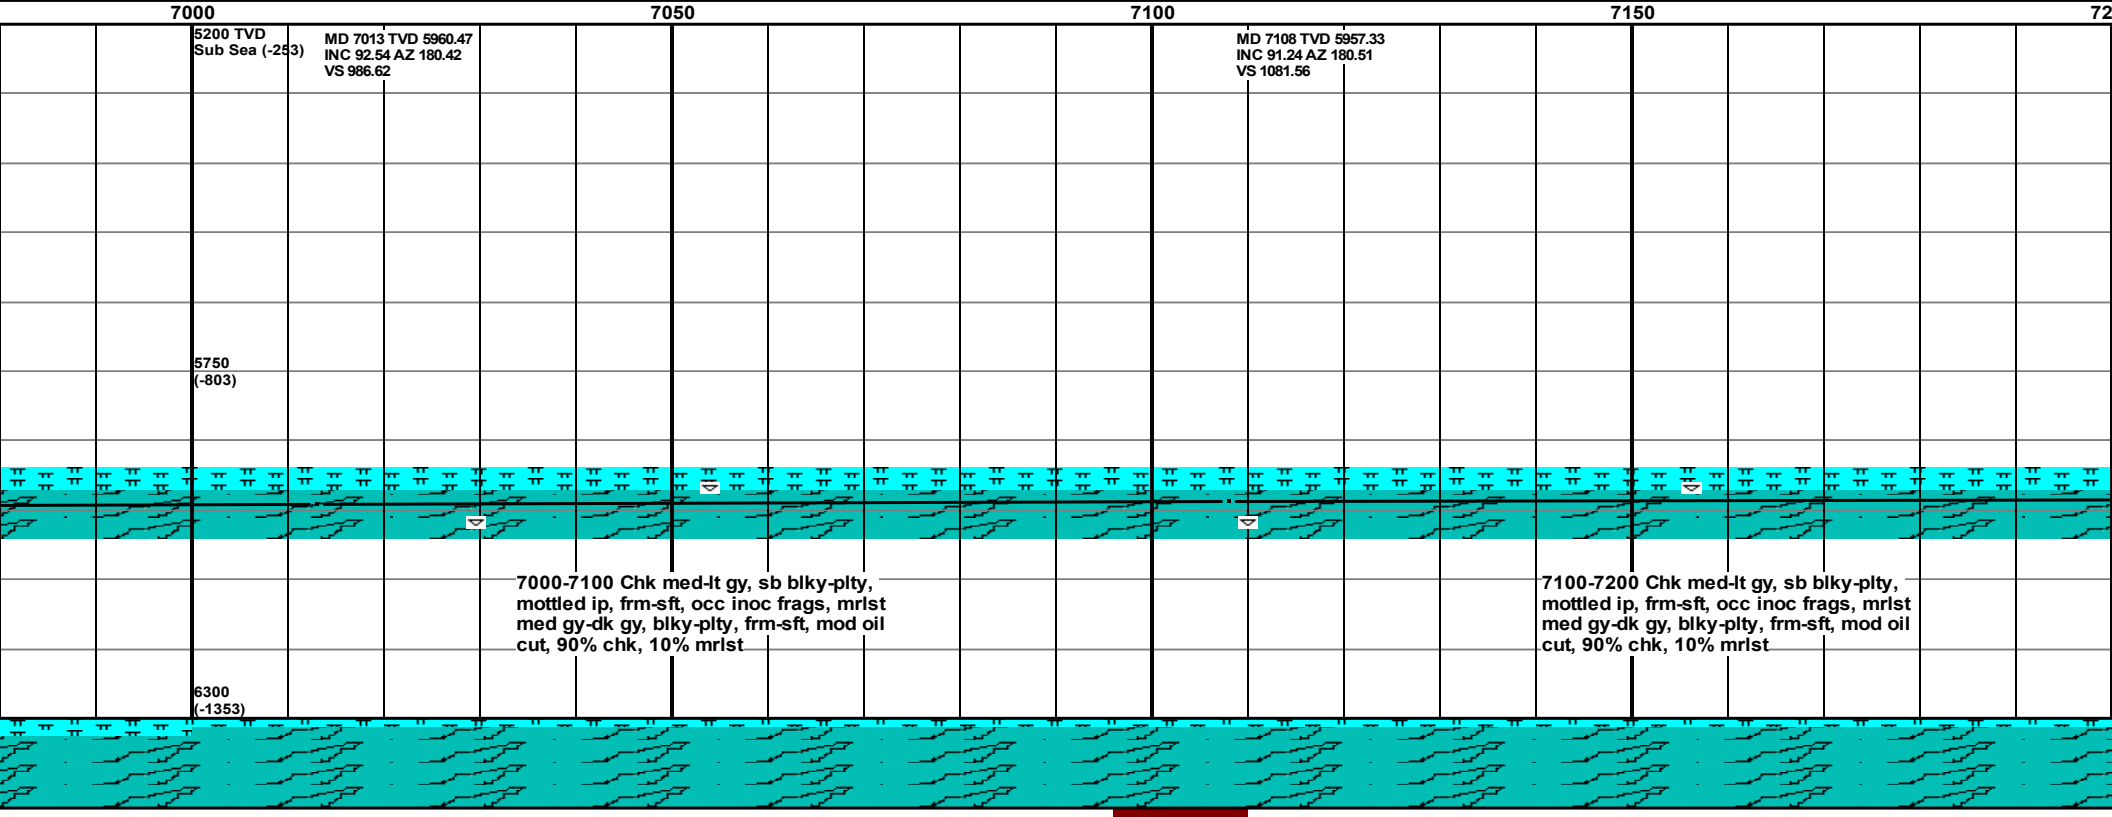 7000 7050 7100 7150 72
5200 TVD
Sub Sea (-253)
MD 7013 TVD 5960.47
INC 92.54 AZ 180.42
VS 986.62
MD 7108 TVD 5957.33
INC 91.24 AZ 180.51
VS 1081.56
5750
(-803)
7000-7100 Chk med-lt gy, sb blky-plty,
mottled ip, frm-sft, occ inoc frags, mrlst
med gy-dk gy, blky-plty, frm-sft, mod oil
cut, 90% chk, 10% mrlst
7100-7200 Chk med-lt gy, sb blky-plty,
mottled ip, frm-sft, occ inoc frags, mrlst
med gy-dk gy, blky-plty, frm-sft, mod oil
cut, 90% chk, 10% mrlst
6300
(-1353)